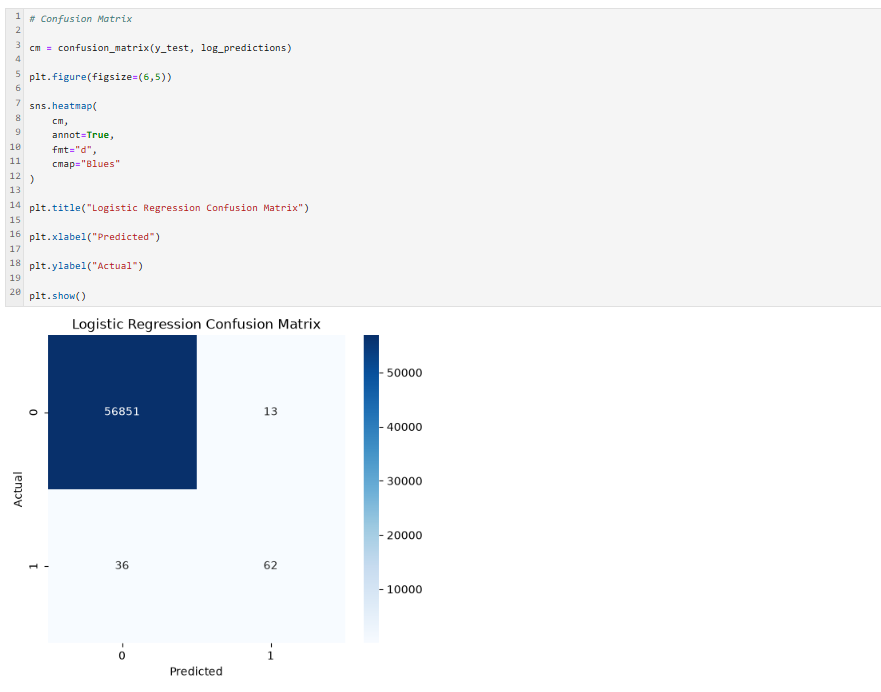 1 # Confusion Matrix
2
3 cm = confusion_matrix(y_test, log_predictions)
4
5 plt.figure(figsize=(6,5))
6
7 sns.heatmap(
8     cm,
9     annot=True,
10     fmt="d",
11     cmap="Blues"
12 )
13
14 plt.title("Logistic Regression Confusion Matrix")
15
16 plt.xlabel("Predicted")
17
18 plt.ylabel("Actual")
19
20 plt.show()
Logistic Regression Confusion Matrix
50000
0 56851 13
40000
30000
Actual
20000
1 36 62
10000
0 1
Predicted